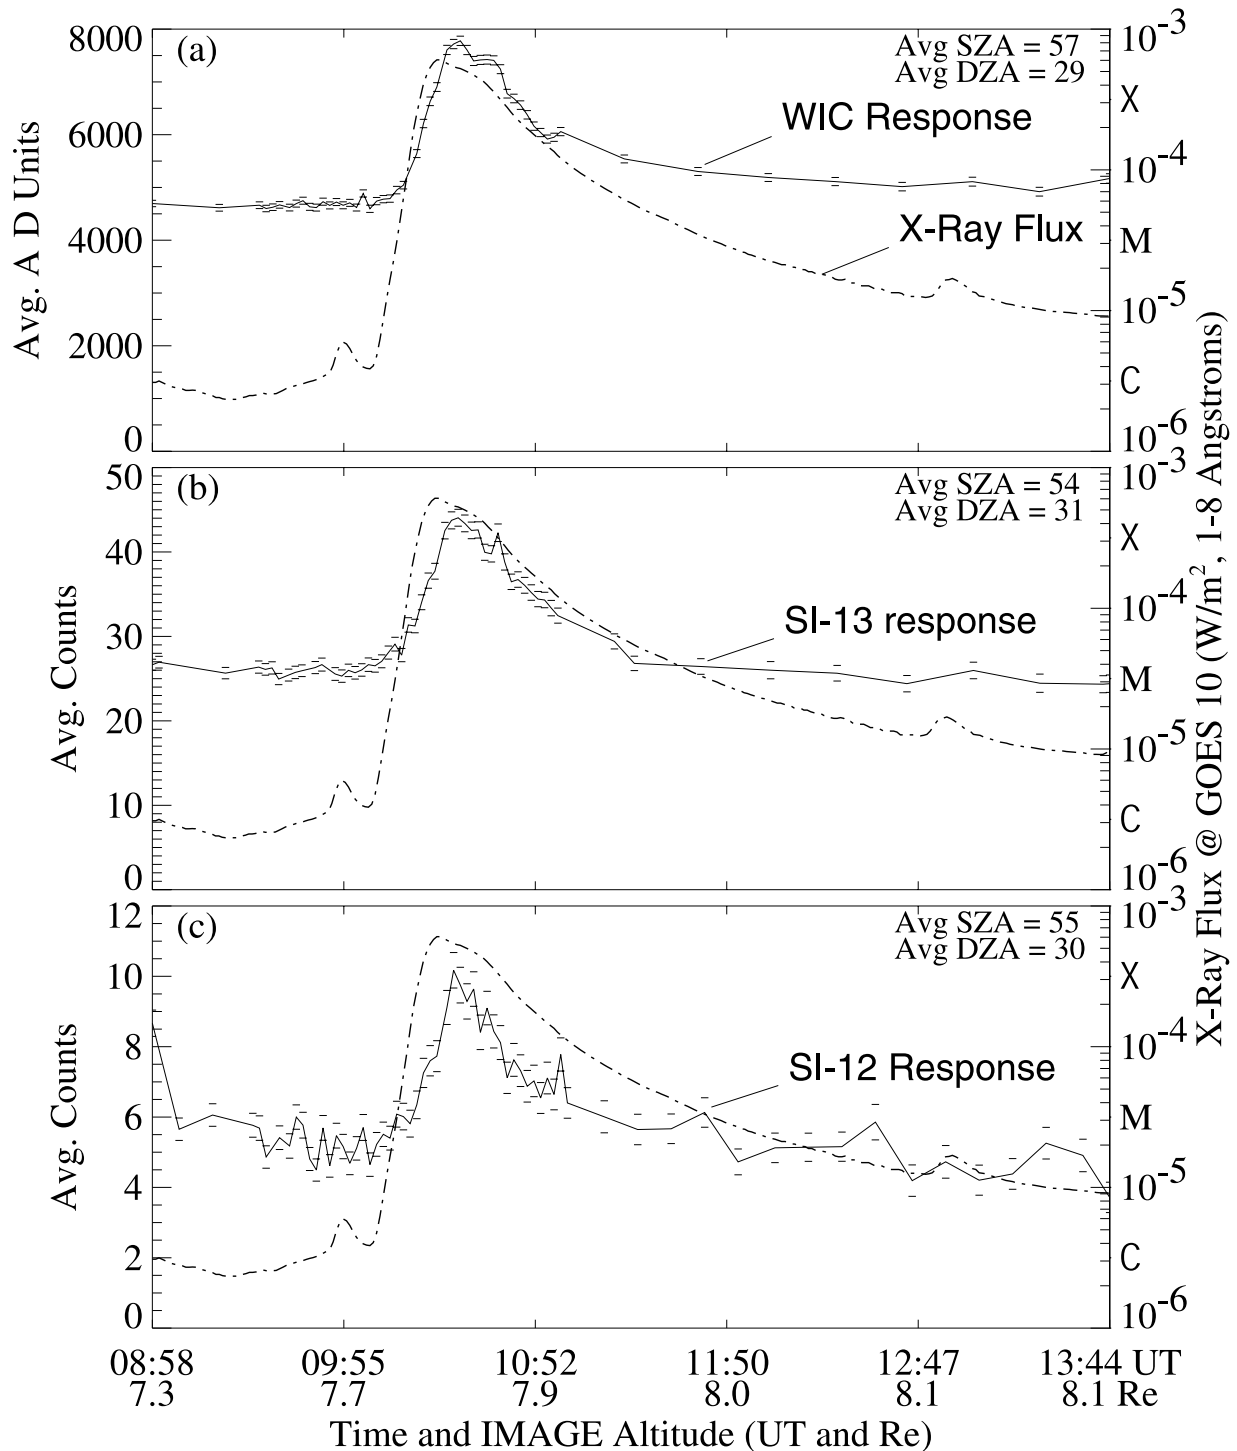 (a)
Avg SZA = 57
Avg DZA = 29
WIC Response
X-Ray Flux
8000
6000
4000
2000
0
Avg. A D Units
10-3
X
10-4
M
10-5
C
10-6
(b)
Avg SZA = 54
Avg DZA = 31
SI-13 response
50
40
30
20
10
0
Avg. Counts
10-3
X
10-4
M
10-5
C
10-6
(c)
Avg SZA = 55
Avg DZA = 30
SI-12 Response
12
10
8
6
4
2
0
Avg. Counts
10-3
X
10-4
M
10-5
C
10-6
X-Ray Flux @ GOES 10 (W/m2, 1-8 Angstroms)
08:58 09:55 10:52 11:50 12:47 13:44 UT
7.3 7.7 7.9 8.0 8.1 8.1 Re
Time and IMAGE Altitude (UT and Re)